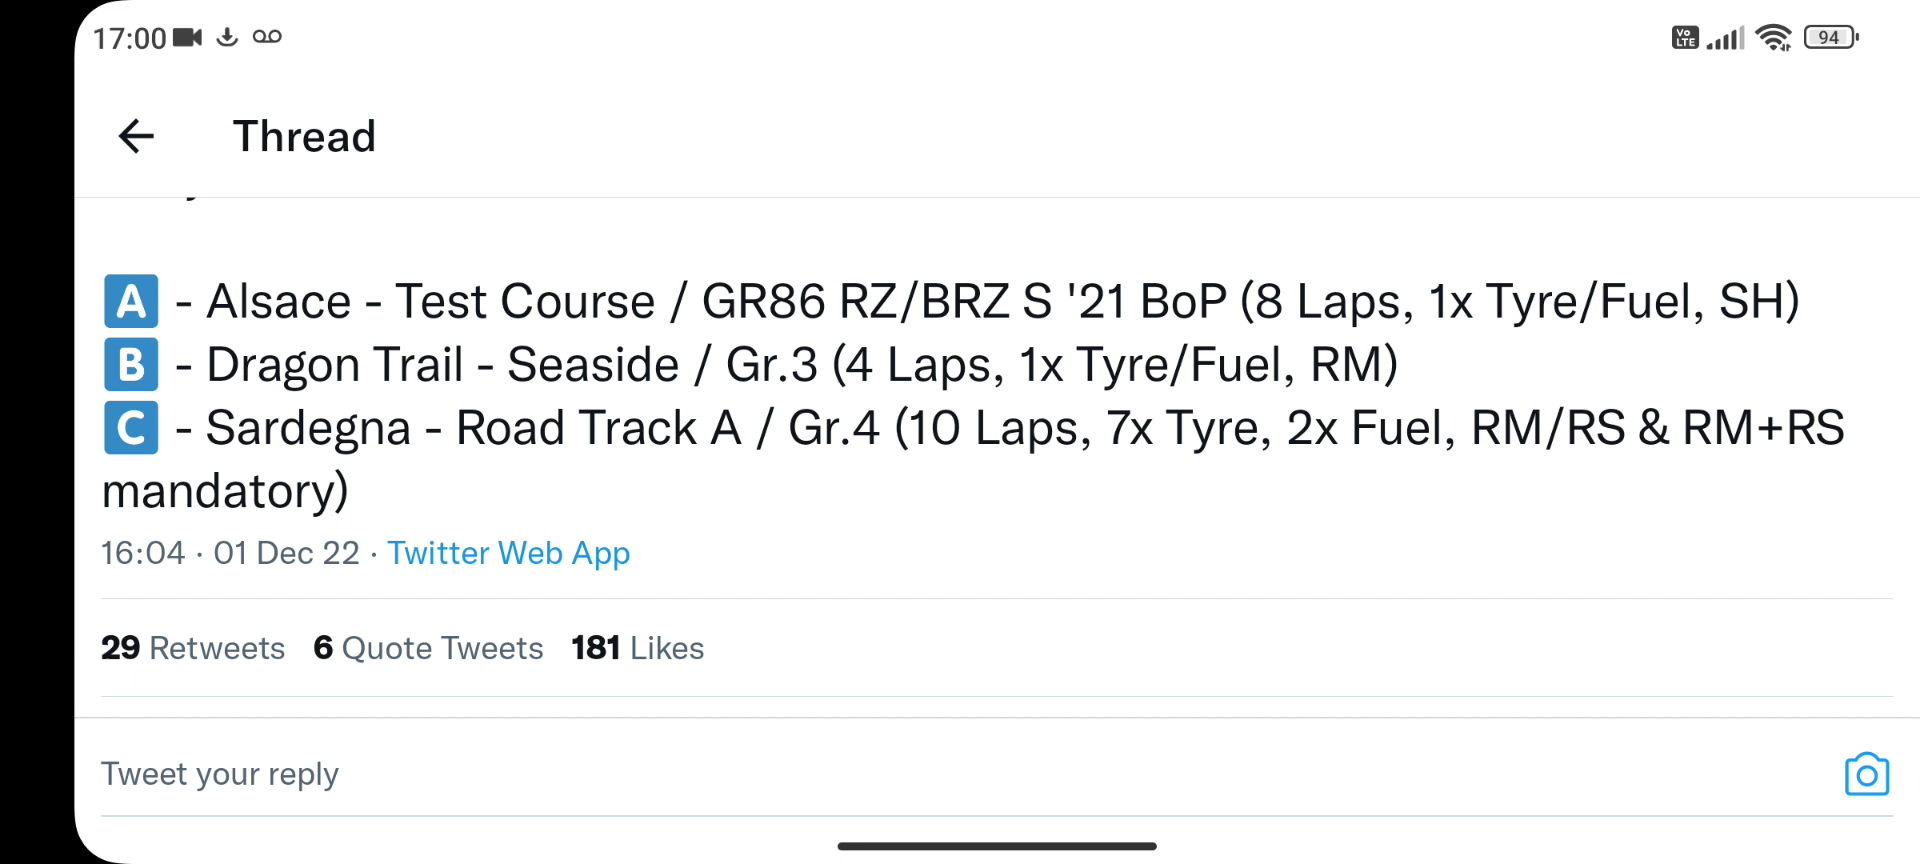 17:00 Vo LTE 94
Thread
A - Alsace - Test Course / GR86 RZ/BRZ S '21 BoP (8 Laps, 1x Tyre/Fuel, SH)
B - Dragon Trail - Seaside / Gr.3 (4 Laps, 1x Tyre/Fuel, RM)
C - Sardegna - Road Track A / Gr.4 (10 Laps, 7x Tyre, 2x Fuel, RM/RS & RM+RS
mandatory)
16:04 · 01 Dec 22 · Twitter Web App
29 Retweets 6 Quote Tweets 181 Likes
Tweet your reply